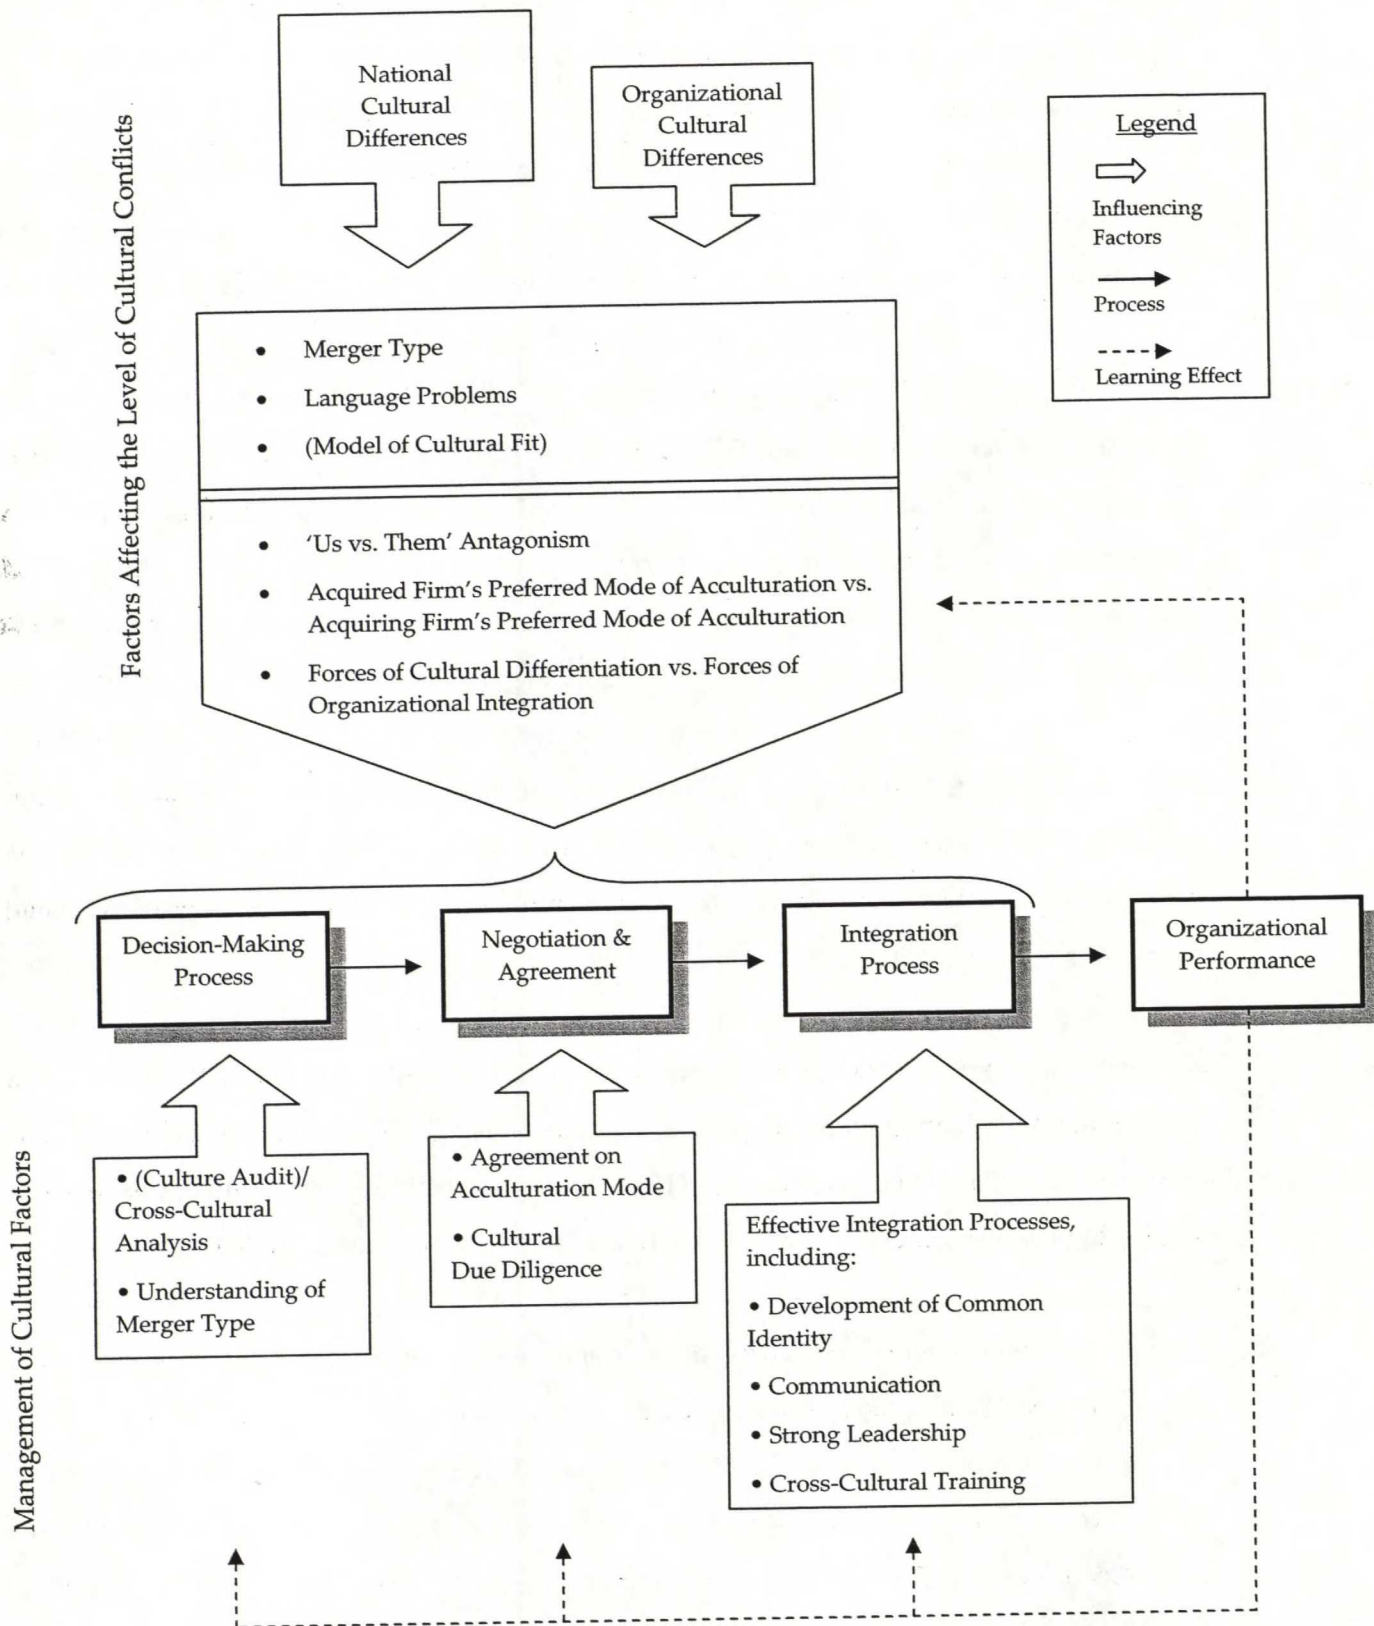 National
Cultural
Differences
Organizational
Cultural
Differences
Legend
Influencing
Factors
Process
Learning Effect
Factors Affecting the Level of Cultural Conflicts
• Merger Type
• Language Problems
• (Model of Cultural Fit)
• 'Us vs. Them' Antagonism
• Acquired Firm's Preferred Mode of Acculturation vs.
Acquiring Firm's Preferred Mode of Acculturation
• Forces of Cultural Differentiation vs. Forces of
Organizational Integration
Decision-Making
Process
Negotiation &
Agreement
Integration
Process
Organizational
Performance
Management of Cultural Factors
• (Culture Audit)/
Cross-Cultural
Analysis
• Understanding of
Merger Type
• Agreement on
Acculturation Mode
• Cultural
Due Diligence
Effective Integration Processes,
including:
• Development of Common
Identity
• Communication
• Strong Leadership
• Cross-Cultural Training